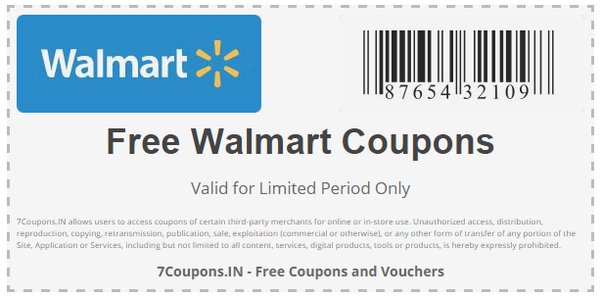 Walmart
87654 32109
Free Walmart Coupons
Valid for Limited Period Only
7Coupons.IN allows users to access coupons of certain third-party merchants for online or in-store use. Unauthorized access, distribution,
reproduction, copying, retransmission, publication, sale, exploitation (commercial or otherwise), or any other form of transfer of any portion of the
Site, Application or Services, including but not limited to all content, services, digital products, tools or products, is hereby expressly prohibited.
7Coupons.IN - Free Coupons and Vouchers